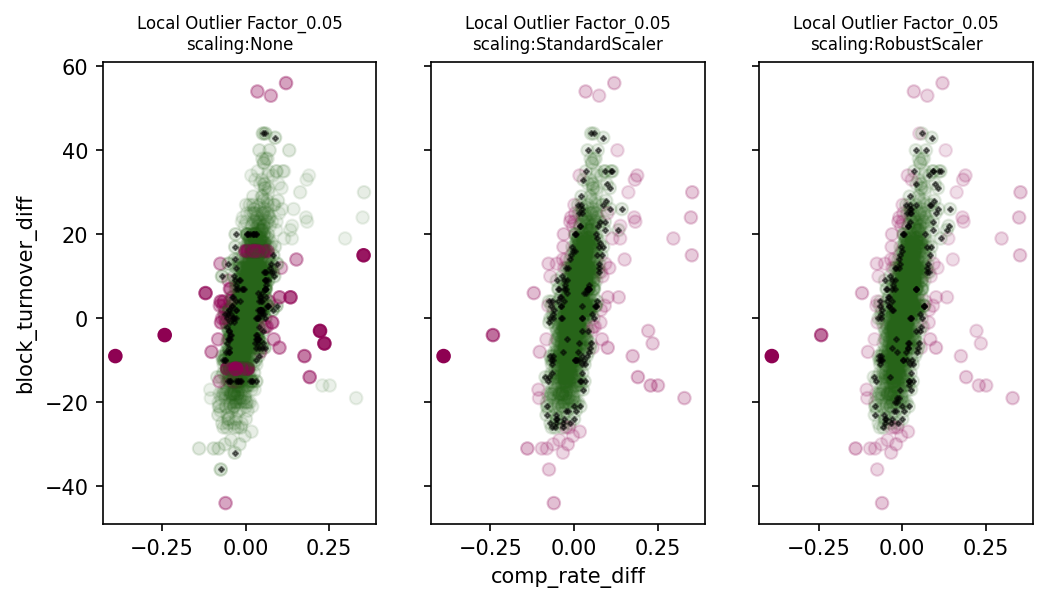 Local Outlier Factor_0.05
scaling:None
Local Outlier Factor_0.05
scaling:StandardScaler
Local Outlier Factor_0.05
scaling:RobustScaler
60
40
20
0
−20
−40
block_turnover_diff
−0.25 0.00 0.25
−0.25 0.00 0.25
−0.25 0.00 0.25
comp_rate_diff